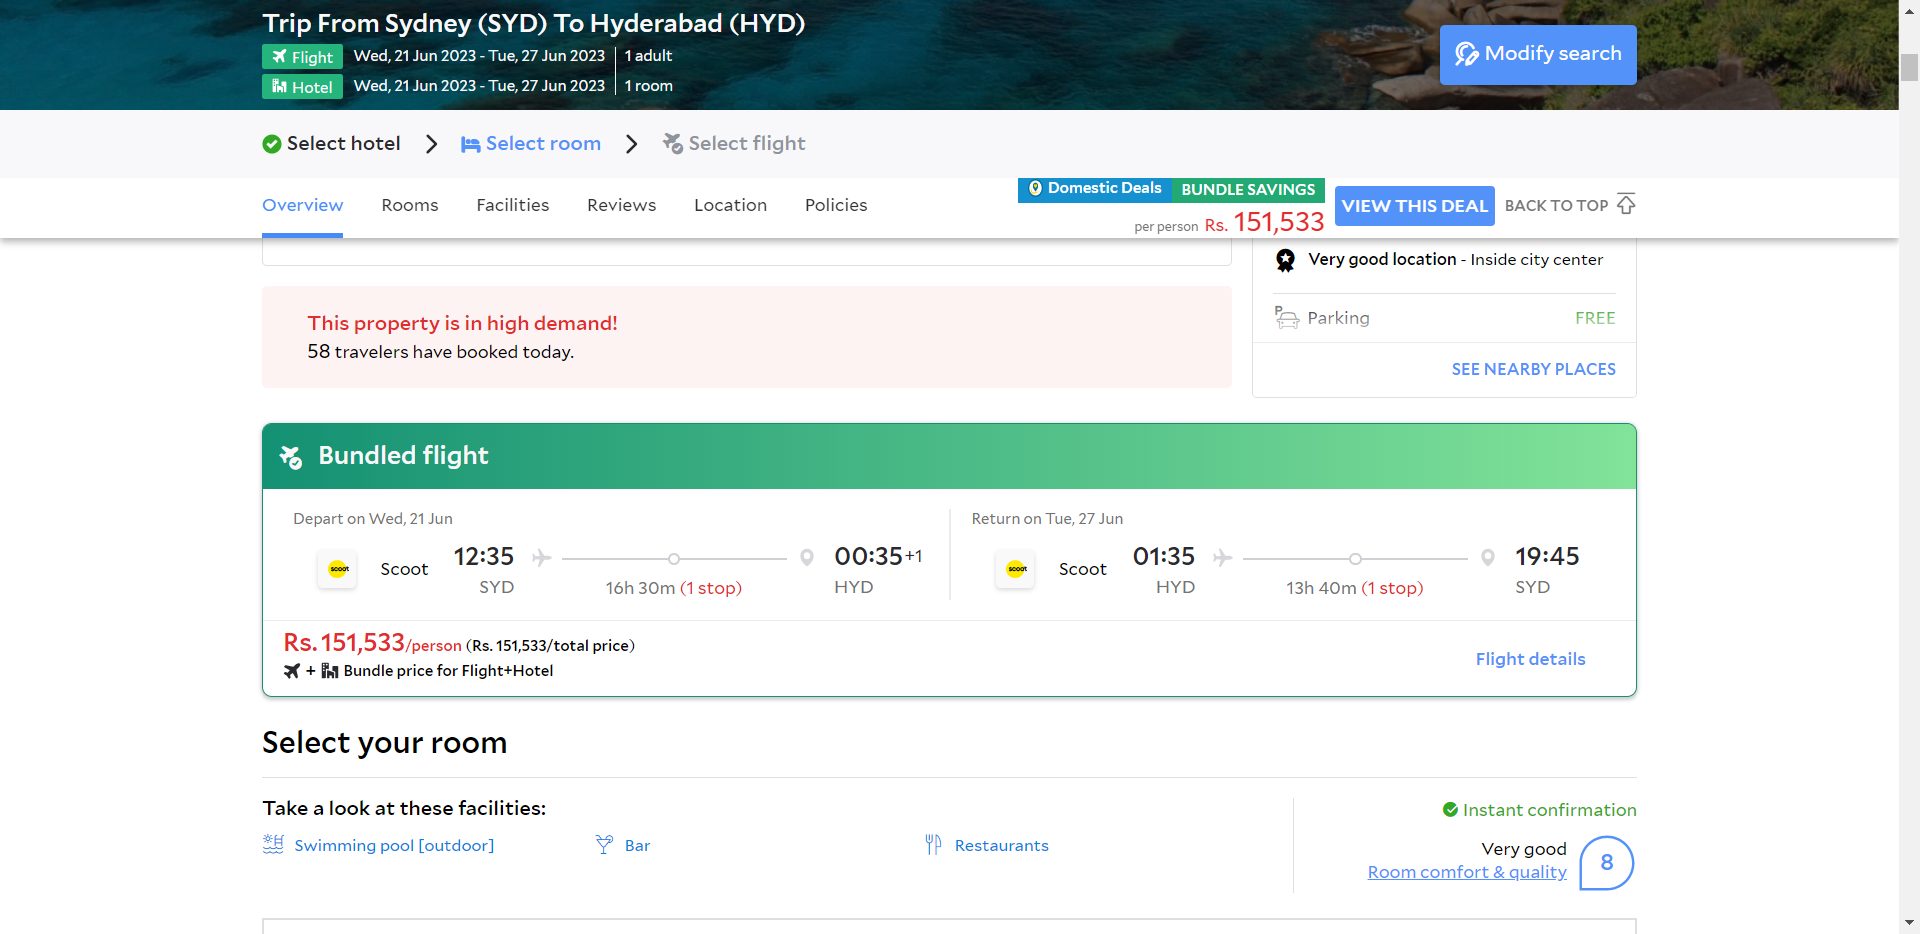 Trip From Sydney (SYD) To Hyderabad (HYD)
Flight Wed, 21 Jun 2023 - Tue, 27 Jun 2023 1 adult
Hotel Wed, 21 Jun 2023 - Tue, 27 Jun 2023 1 room
Modify search
Select hotel Select room Select flight
Overview Rooms Facilities Reviews Location Policies
Domestic Deals BUNDLE SAVINGS
per person Rs. 151,533
VIEW THIS DEAL
BACK TO TOP
Very good location - Inside city center
Parking FREE
SEE NEARBY PLACES
This property is in high demand!
58 travelers have booked today.
Bundled flight
Depart on Wed, 21 Jun
scoot
Scoot
12:35 00:35+1
SYD 16h 30m (1 stop) HYD
Return on Tue, 27 Jun
scoot
Scoot
01:35 19:45
HYD 13h 40m (1 stop) SYD
Rs. 151,533/person (Rs. 151,533/total price)
+ Bundle price for Flight+Hotel
Flight details
Select your room
Take a look at these facilities:
Swimming pool [outdoor] Bar Restaurants
Instant confirmation
Very good
Room comfort & quality
8